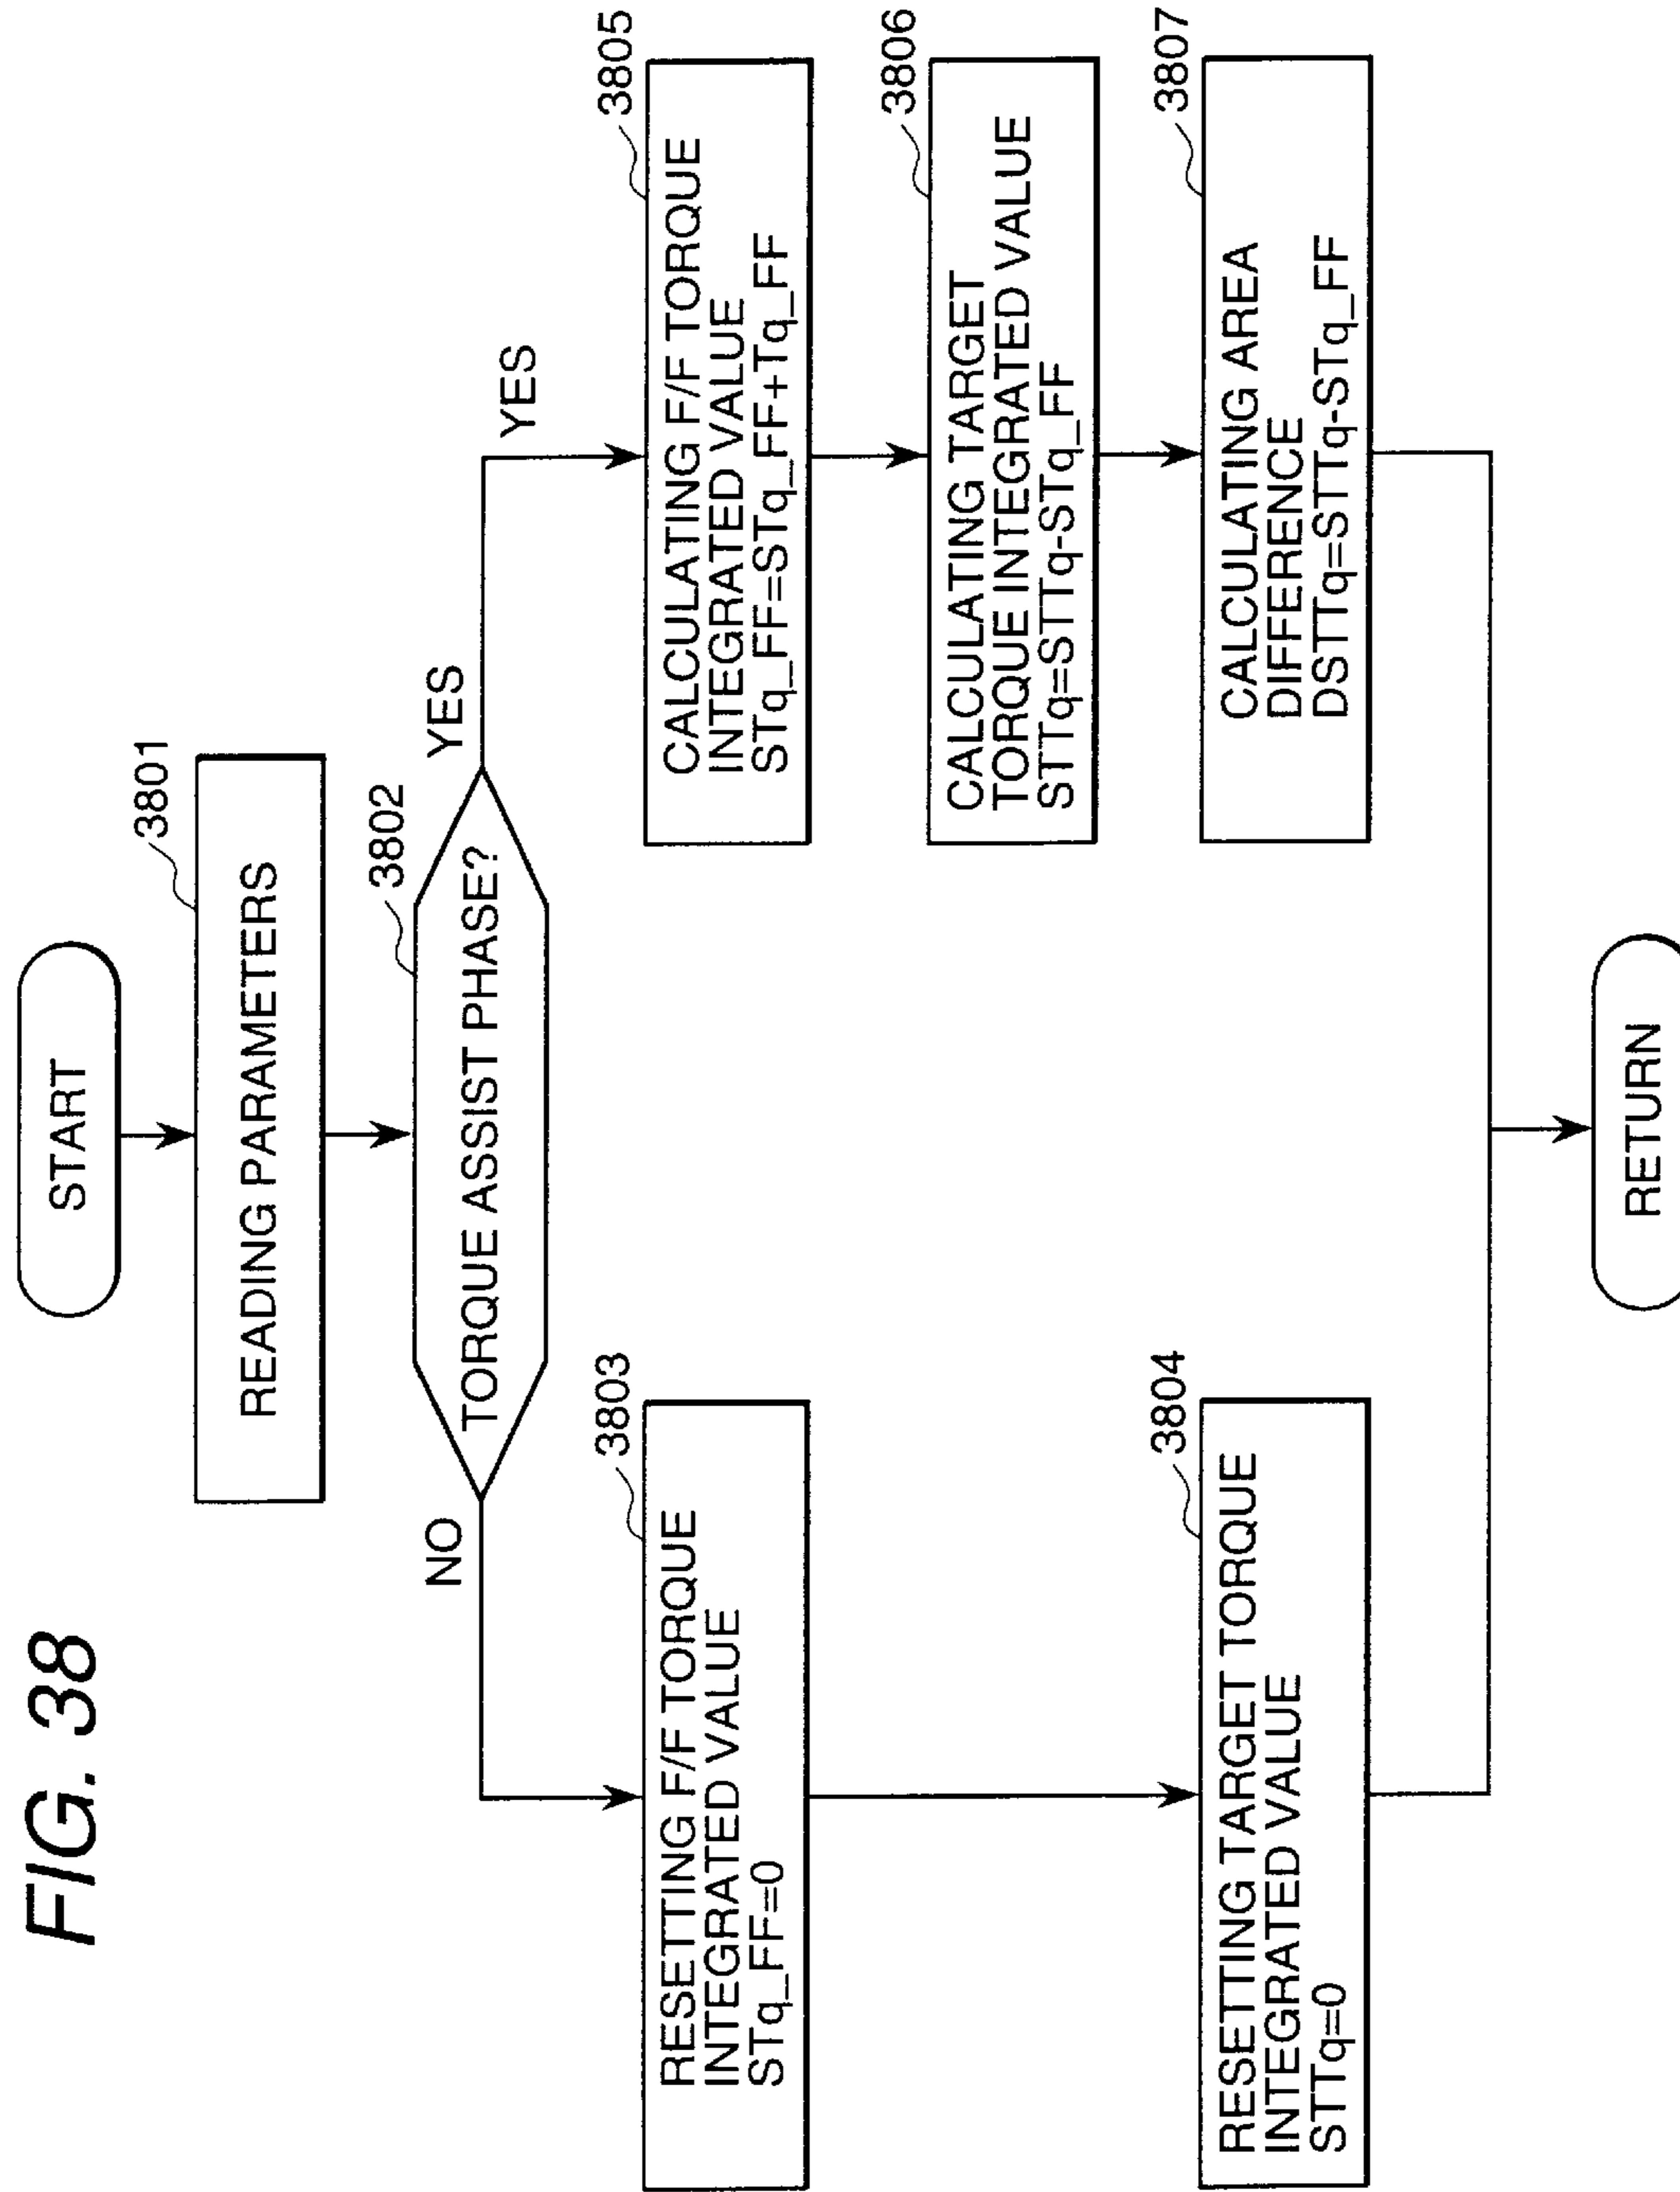 FIG. 38
START
3801
READING PARAMETERS
3802
TORQUE ASSIST PHASE?
NO
YES
YES
3803
RESETTING F/F TORQUE
INTEGRATED VALUE
STq_FF=0
3804
RESETTING TARGET TORQUE
INTEGRATED VALUE
STTq=0
3805
CALCULATING F/F TORQUE
INTEGRATED VALUE
STq_FF=STq_FF+Tq_FF
3806
CALCULATING TARGET
TORQUE INTEGRATED VALUE
STTq=STTq-STq_FF
3807
CALCULATING AREA
DIFFERENCE
DSTTq=STTq-STq_FF
RETURN